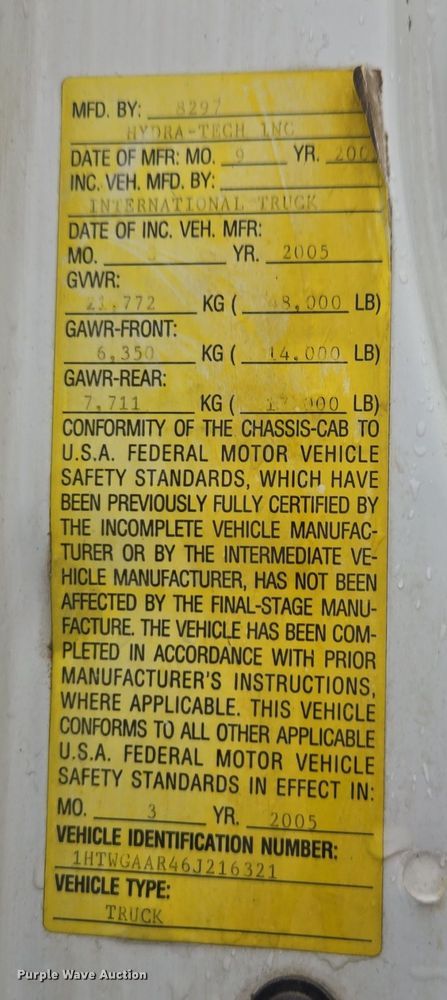 MFD. BY: 8297
HYDRA-TECH INC
DATE OF MFR: MO. 9 YR. 200
INC. VEH. MFD. BY:
INTERNATIONAL TRUCK
DATE OF INC. VEH. MFR:
MO. 3 YR. 2005
GVWR:
KG ( LB)
GAWR-FRONT:
6,350 KG ( 14,000 LB)
GAWR-REAR:
7,711 KG ( LB)
CONFORMITY OF THE CHASSIS-CAB TO
U.S.A. FEDERAL MOTOR VEHICLE
SAFETY STANDARDS, WHICH HAVE
BEEN PREVIOUSLY FULLY CERTIFIED BY
THE INCOMPLETE VEHICLE MANUFAC-
TURER OR BY THE INTERMEDIATE VE-
HICLE MANUFACTURER, HAS NOT BEEN
AFFECTED BY THE FINAL-STAGE MANU-
FACTURE. THE VEHICLE HAS BEEN COM-
PLETED IN ACCORDANCE WITH PRIOR
MANUFACTURER'S INSTRUCTIONS,
WHERE APPLICABLE. THIS VEHICLE
CONFORMS TO ALL OTHER APPLICABLE
U.S.A. FEDERAL MOTOR VEHICLE
SAFETY STANDARDS IN EFFECT IN:
MO. 3 YR. 2005
VEHICLE IDENTIFICATION NUMBER:
1HTWGAAR46J216321
VEHICLE TYPE:
TRUCK
Purple Wave Auction